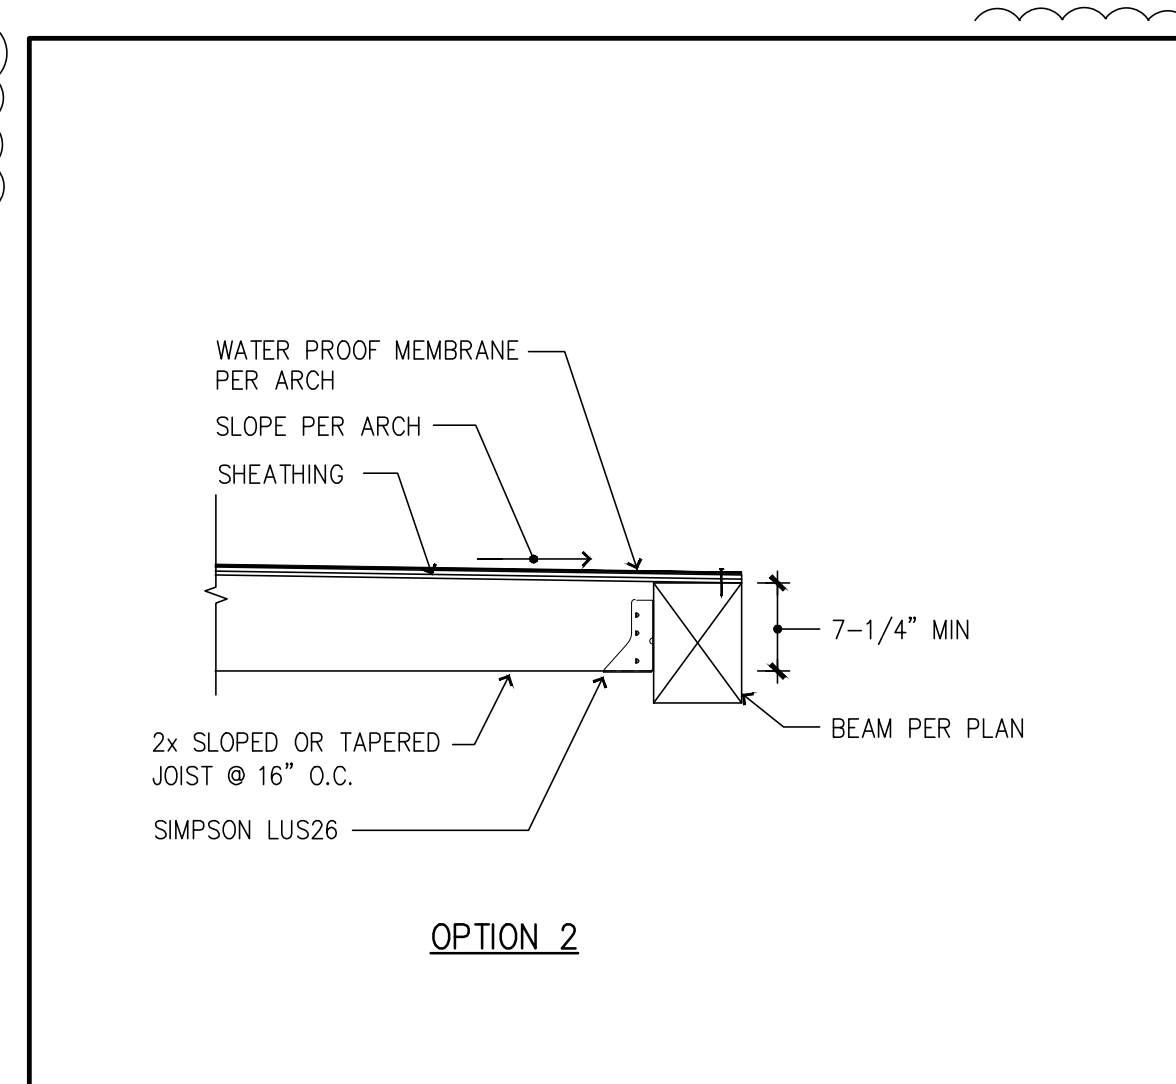 WATER PROOF MEMBRANE
PER ARCH
SLOPE PER ARCH
SHEATHING
7-1/4” MIN
BEAM PER PLAN
2x SLOPED OR TAPERED
JOIST @ 16” O.C.
SIMPSON LUS26
OPTION 2